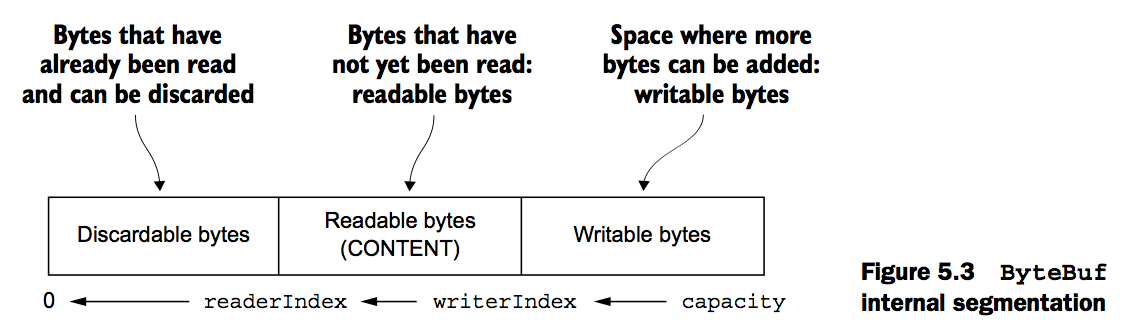 Bytes that have
already been read
and can be discarded
Bytes that have
not yet been read:
readable bytes
Space where more
bytes can be added:
writable bytes
Discardable bytes
Readable bytes
(CONTENT)
Writable bytes
0 readerIndex writerIndex capacity
Figure 5.3 ByteBuf
internal segmentation